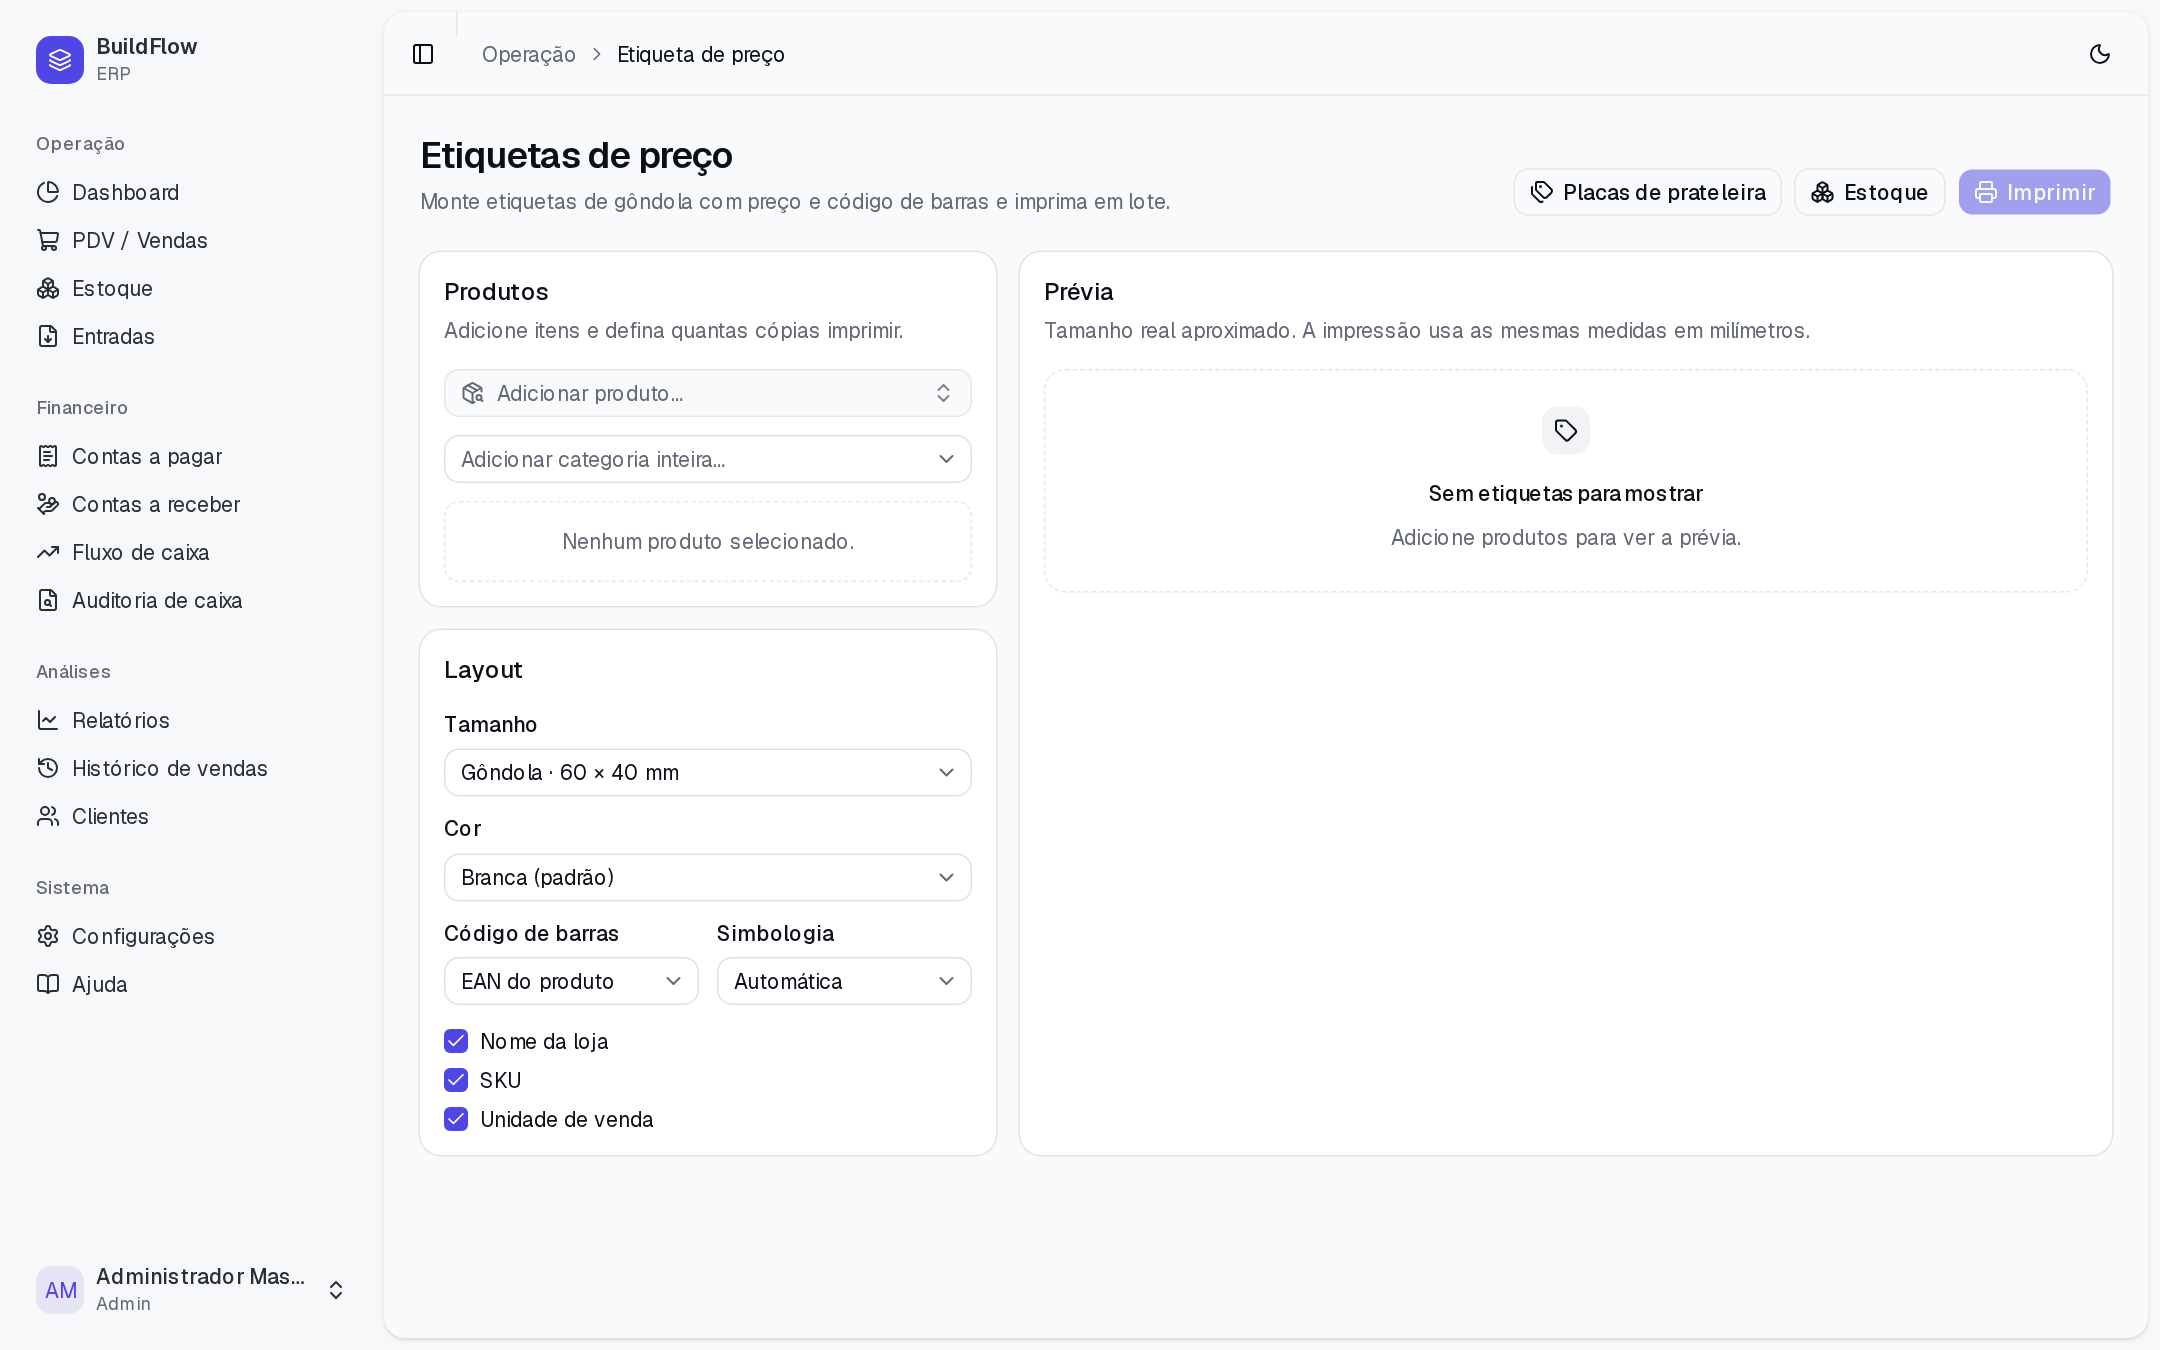 BuildFlow
ERP
Operação
Dashboard
PDV / Vendas
Estoque
Entradas
Financeiro
Contas a pagar
Contas a receber
Fluxo de caixa
Auditoria de caixa
Análises
Relatórios
Histórico de vendas
Clientes
Sistema
Configurações
Ajuda
AM
Administrador Mas...
Admin
Operação
Etiqueta de preço
Etiquetas de preço
Monte etiquetas de gôndola com preço e código de barras e imprima em lote.
Placas de prateleira
Estoque
Imprimir
Produtos
Adicione itens e defina quantas cópias imprimir.
Adicionar produto...
Adicionar categoria inteira...
Nenhum produto selecionado.
Layout
Tamanho
Gôndola · 60 × 40 mm
Cor
Branca (padrão)
Código de barras
Simbologia
EAN do produto
Automática
Nome da loja
SKU
Unidade de venda
Prévia
Tamanho real aproximado. A impressão usa as mesmas medidas em milímetros.
Sem etiquetas para mostrar
Adicione produtos para ver a prévia.